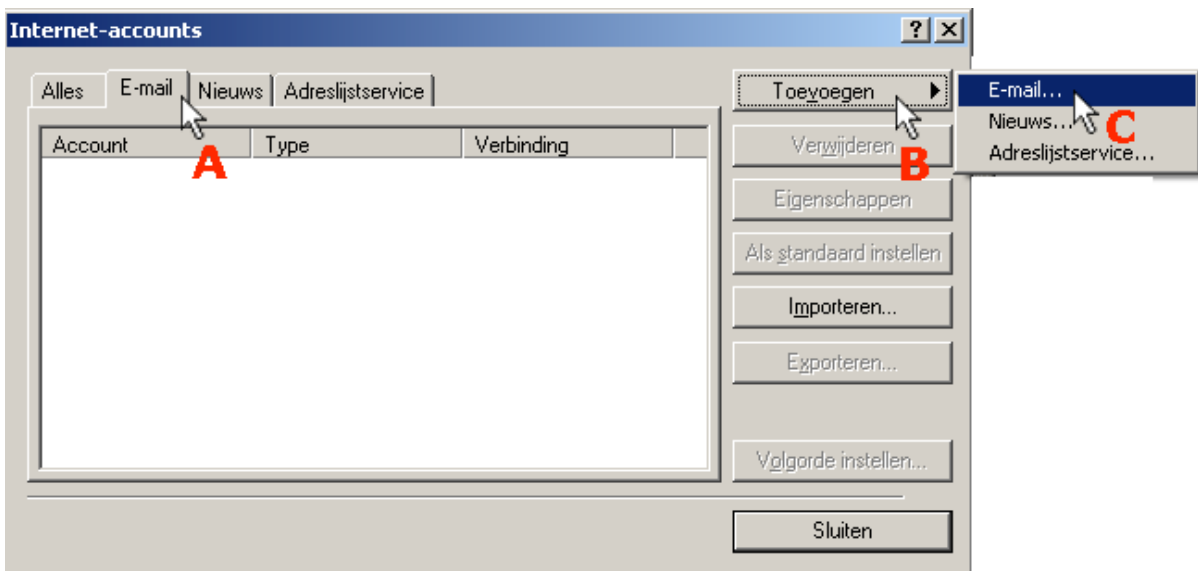 Internet-accounts
Alles E-mail Nieuws Adreslijstservice
Account Type Verbinding
A
Toevoegen
B
Verwijderen
Eigenschappen
Als standaard instellen
Importeren...
Exporteren...
Volgorde instellen...
Sluiten
E-mail...
Nieuws...
C
Adreslijstservice...